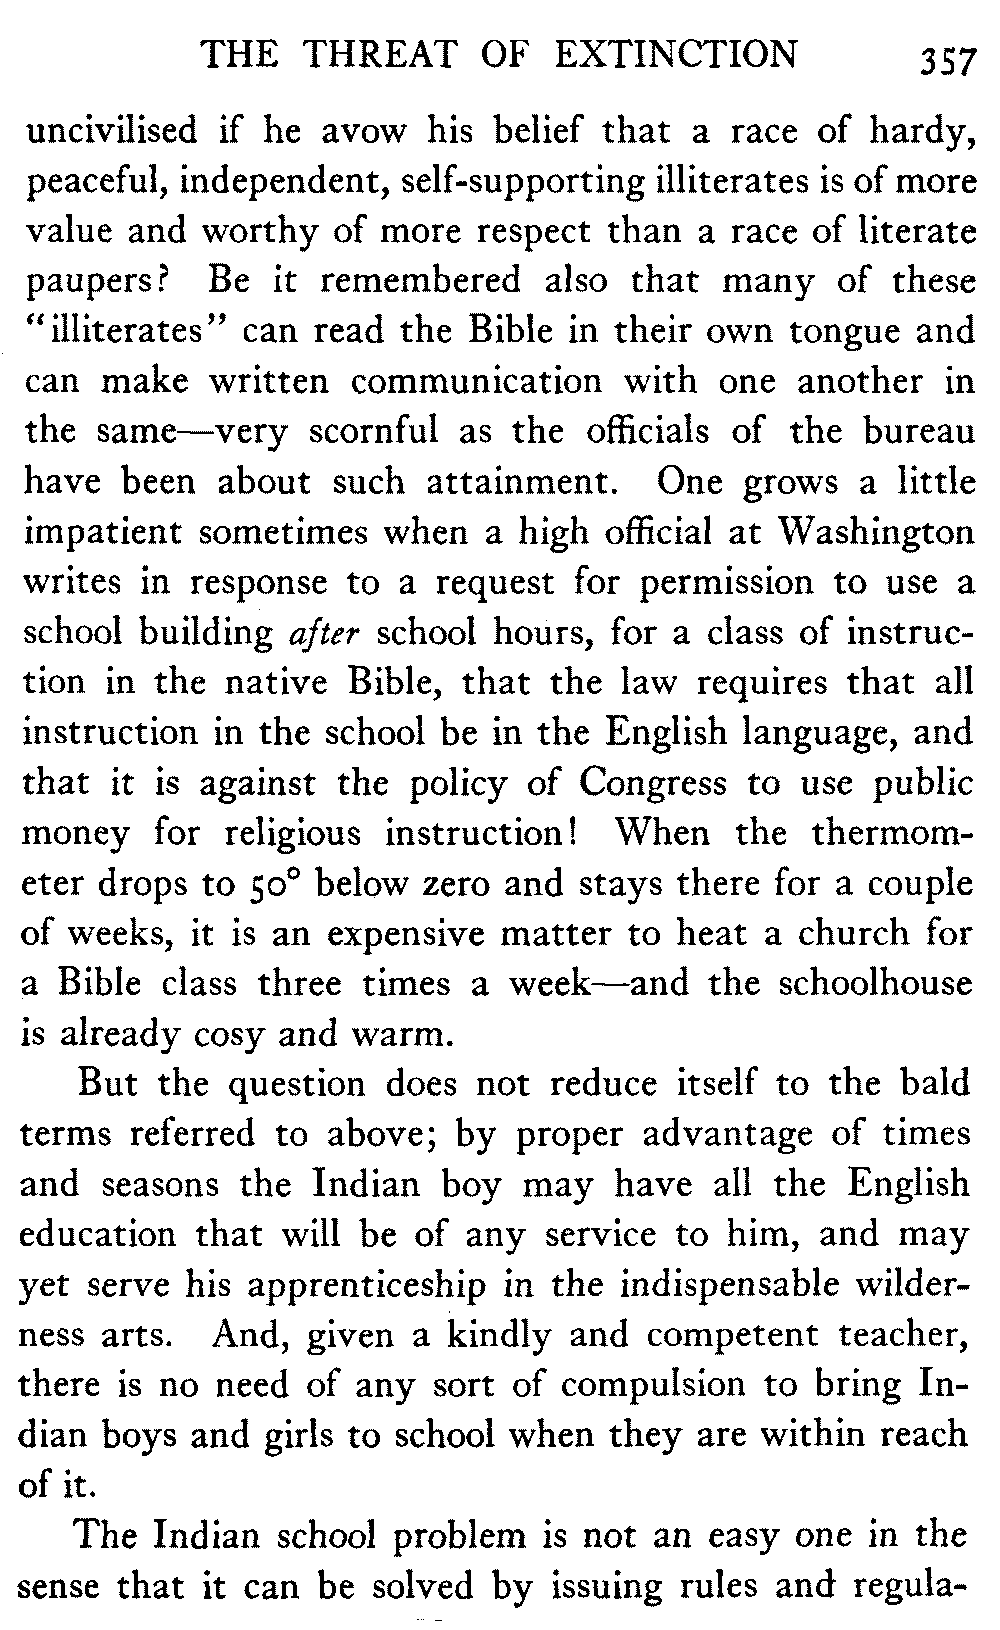 THE THREAT OF EXTINCTION 357
uncivilised if he avow his belief that a race of hardy,
peaceful, independent, self-supporting illiterates is of more
value and worthy of more respect than a race of literate
paupers? Be it remembered also that many of these
"illiterates" can read the Bible in their own tongue and
can make written communication with one another in
the same—very scornful as the officials of the bureau
have been about such attainment. One grows a little
impatient sometimes when a high official at Washington
writes in response to a request for permission to use a
school building after school hours, for a class of instruc-
tion in the native Bible, that the law requires that all
instruction in the school be in the English language, and
that it is against the policy of Congress to use public
money for religious instruction! When the thermom-
eter drops to 50° below zero and stays there for a couple
of weeks, it is an expensive matter to heat a church for
a Bible class three times a week—and the schoolhouse
is already cosy and warm.
But the question does not reduce itself to the bald
terms referred to above; by proper advantage of times
and seasons the Indian boy may have all the English
education that will be of any service to him, and may
yet serve his apprenticeship in the indispensable wilder-
ness arts. And, given a kindly and competent teacher,
there is no need of any sort of compulsion to bring In-
dian boys and girls to school when they are within reach
of it.
The Indian school problem is not an easy one in the
sense that it can be solved by issuing rules and regula-